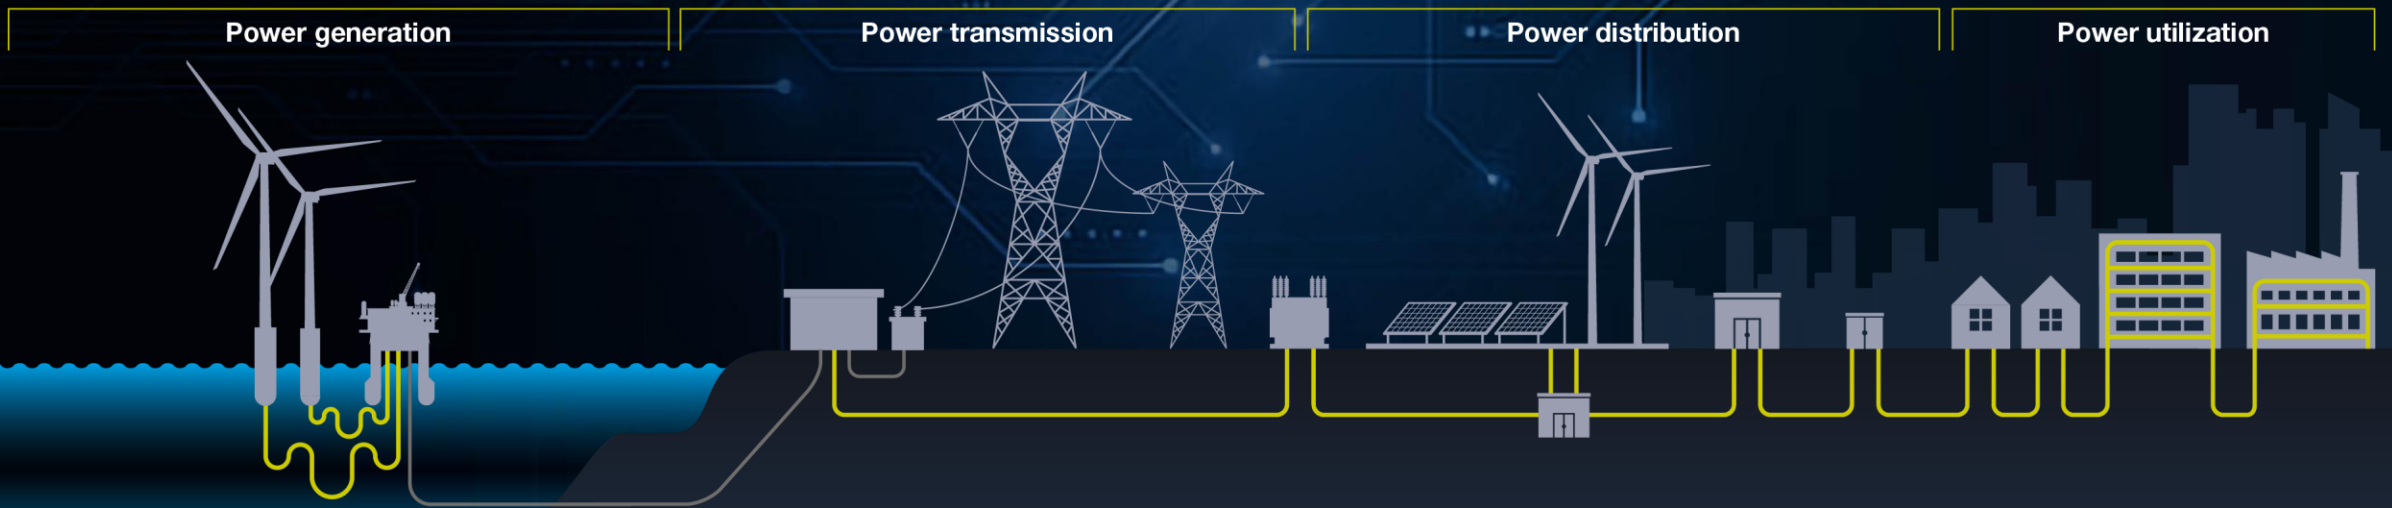 Power generation
Power transmission
Power distribution
Power utilization